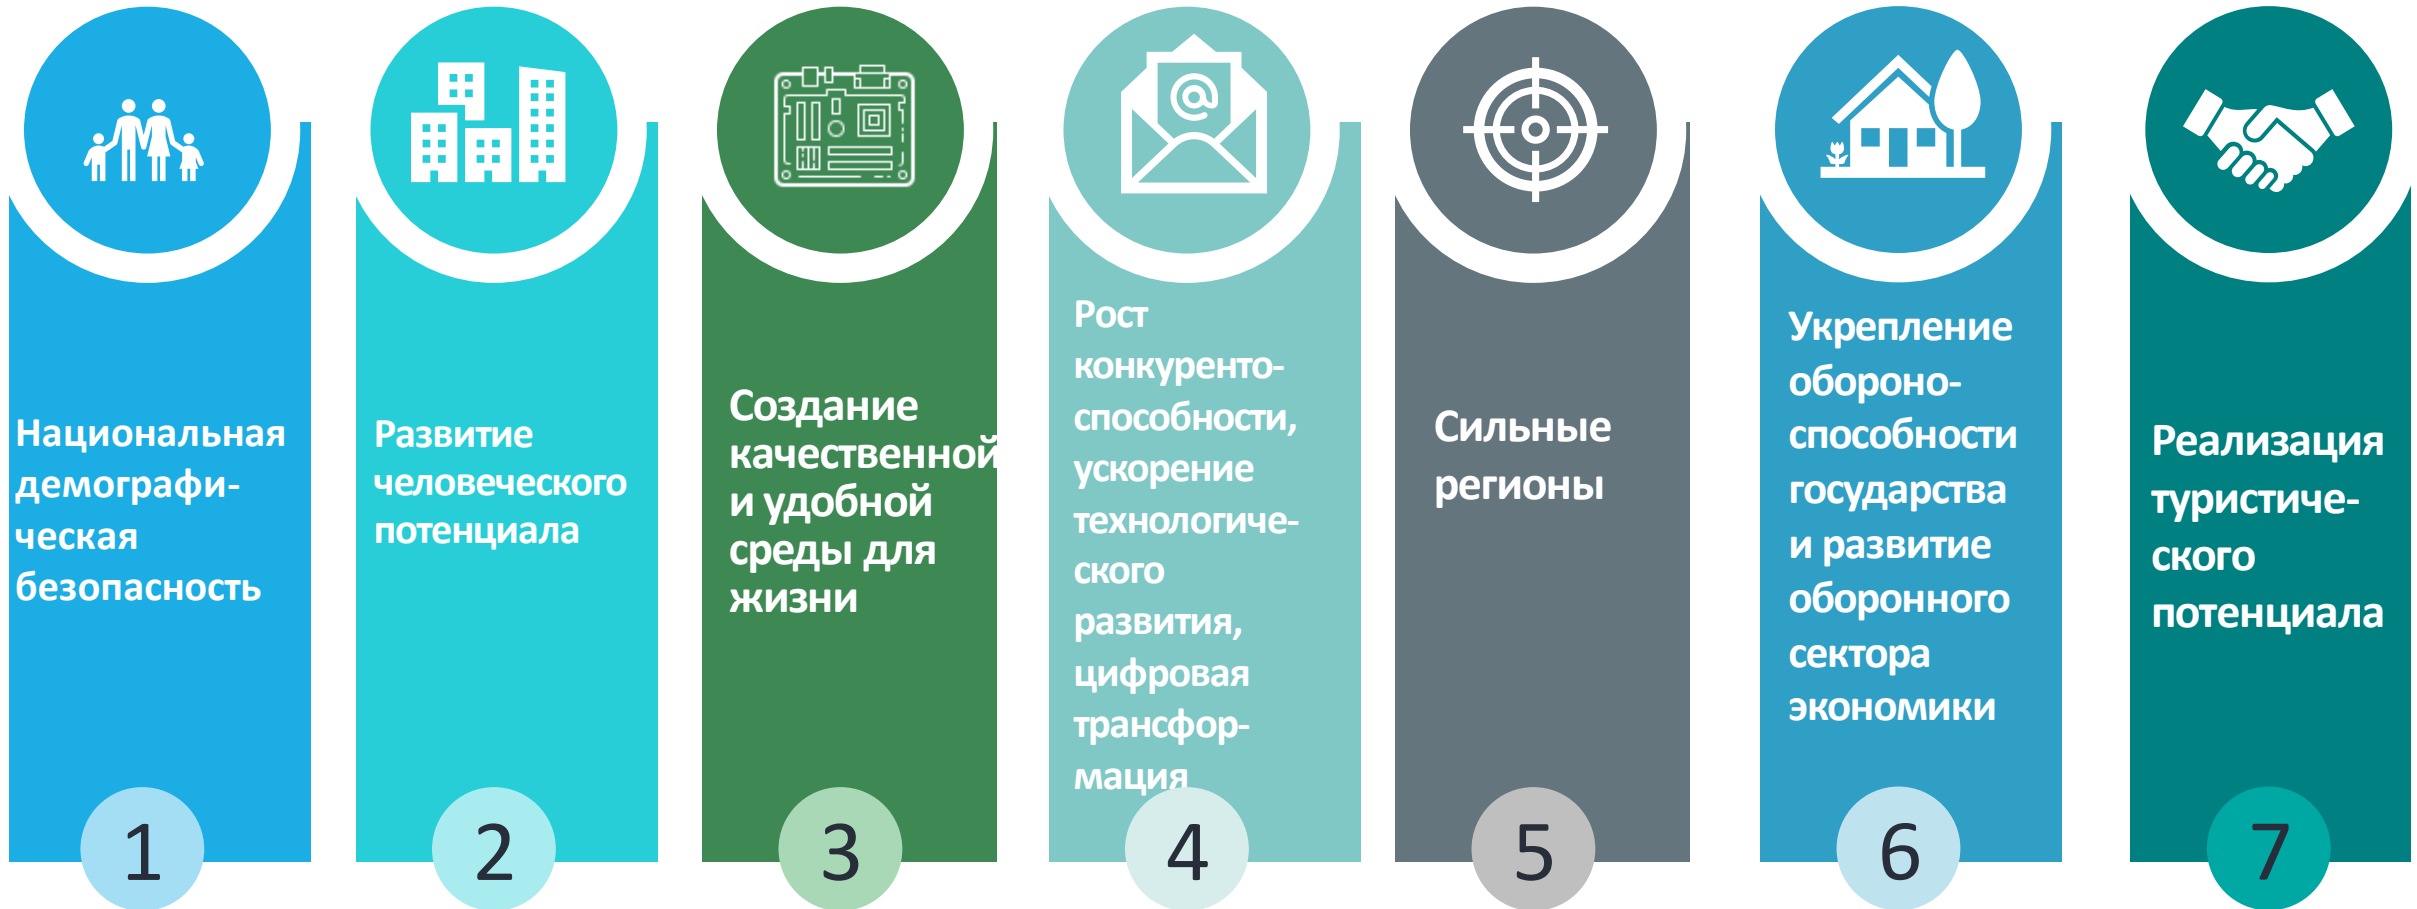 Национальная
демографи-
ческая
безопасность
1
Развитие
человеческого
потенциала
2
Создание
качественной
и удобной
среды для
жизни
3
@
Рост
конкуренто-
способности,
ускорение
технологиче-
ского
развития,
цифровая
трансфор-
мация
4
Сильные
регионы
5
Укрепление
обороно-
способности
государства
и развитие
оборонного
сектора
экономики
6
Реализация
туристиче-
ского
потенциала
7